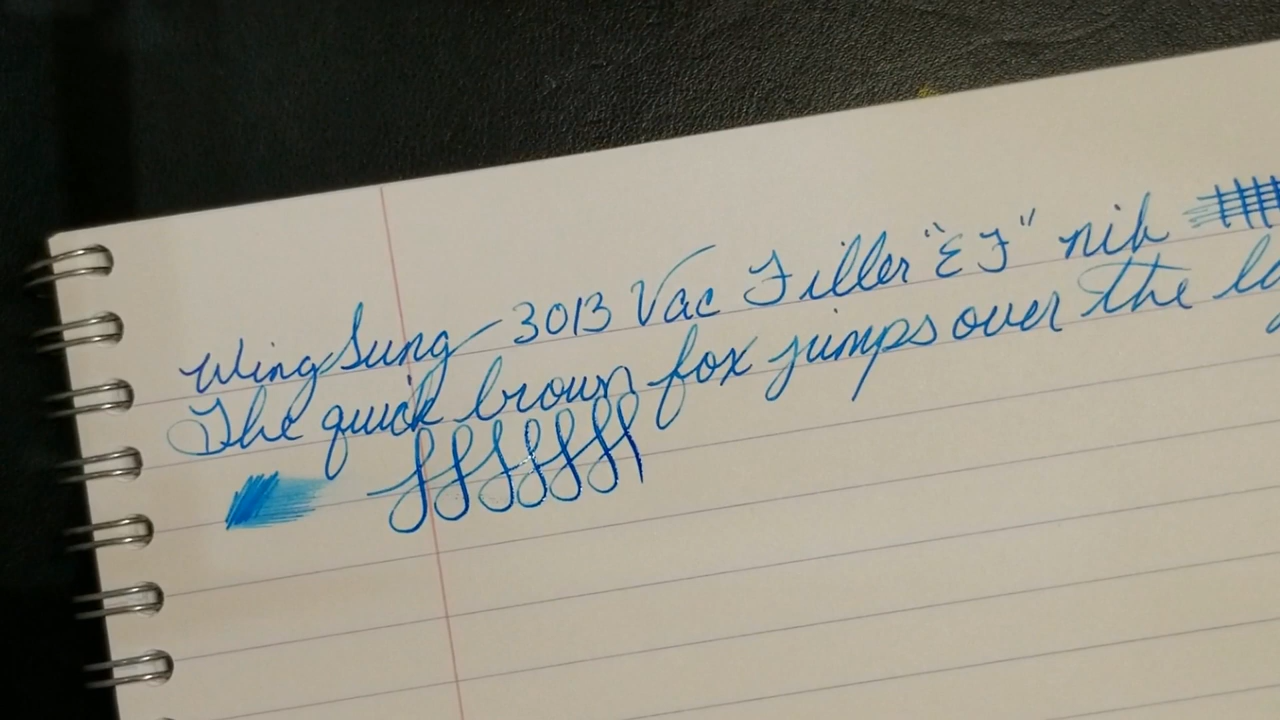 Wing Sung 3013 Vac Filler "EF" nib
The quick brown fox jumps over the